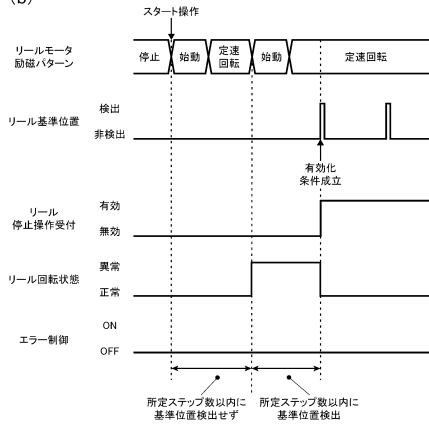 (b)
スタート操作
リールモータ
励磁パターン
停止
始動
定速
回転
始動
定速回転
リール基準位置
検出
非検出
有効化
条件成立
リール
停止操作受付
有効
無効
リール回転状態
異常
正常
エラー制御
ON
OFF
所定ステップ数以内に
基準位置検出せず
所定ステップ数以内に
基準位置検出